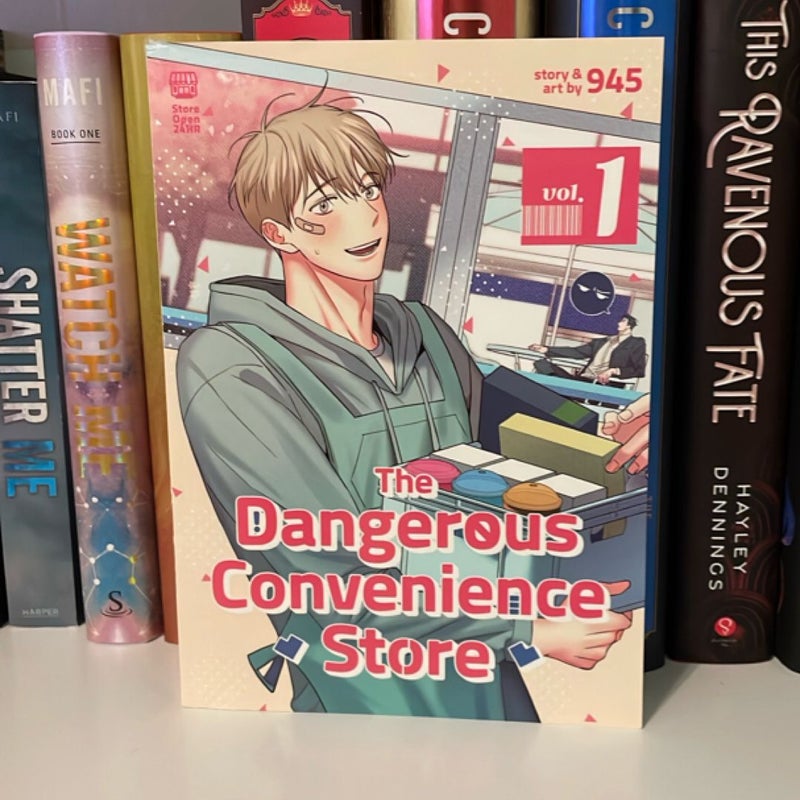 Store
Open
24HR
story &
art by 945
vol. 1
The
Dangerous
Convenience
Store
SHATTER ME
HARPER
MAFI
BOOK ONE
WATCH ME
S
THIS RAVENOUS FATE
HAYLEY
DENNINGS